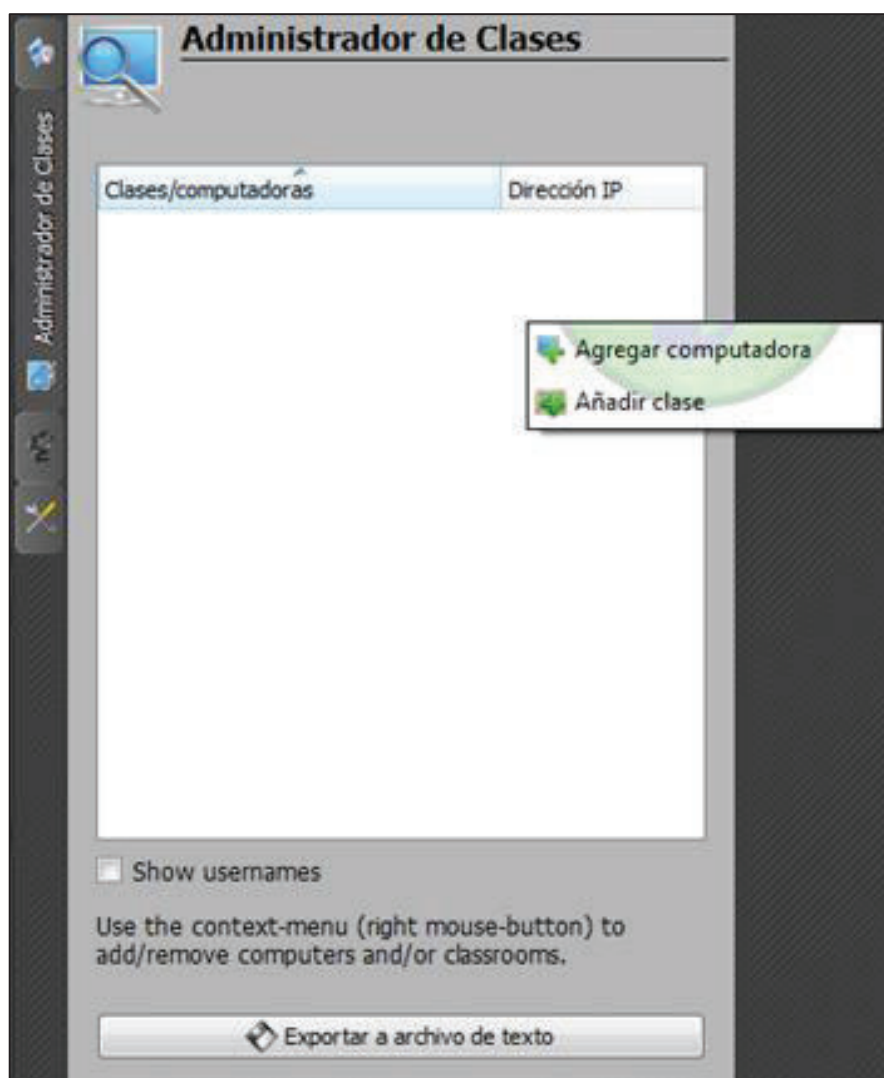 Administrador de Clases
Administrador de Clases
Clases/computadoras
Dirección IP
Agregar computadora
Añadir clase
Show usernames
Use the context-menu (right mouse-button) to
add/remove computers and/or classrooms.
Exportar a archivo de texto